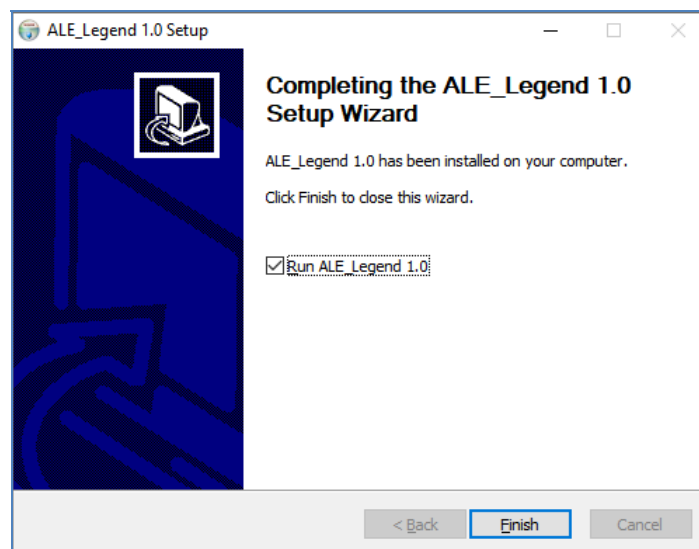 ALE_Legend 1.0 Setup
Completing the ALE_Legend 1.0
Setup Wizard
ALE_Legend 1.0 has been installed on your computer.
Click Finish to close this wizard.
Run ALE_Legend 1.0
< Back Finish Cancel